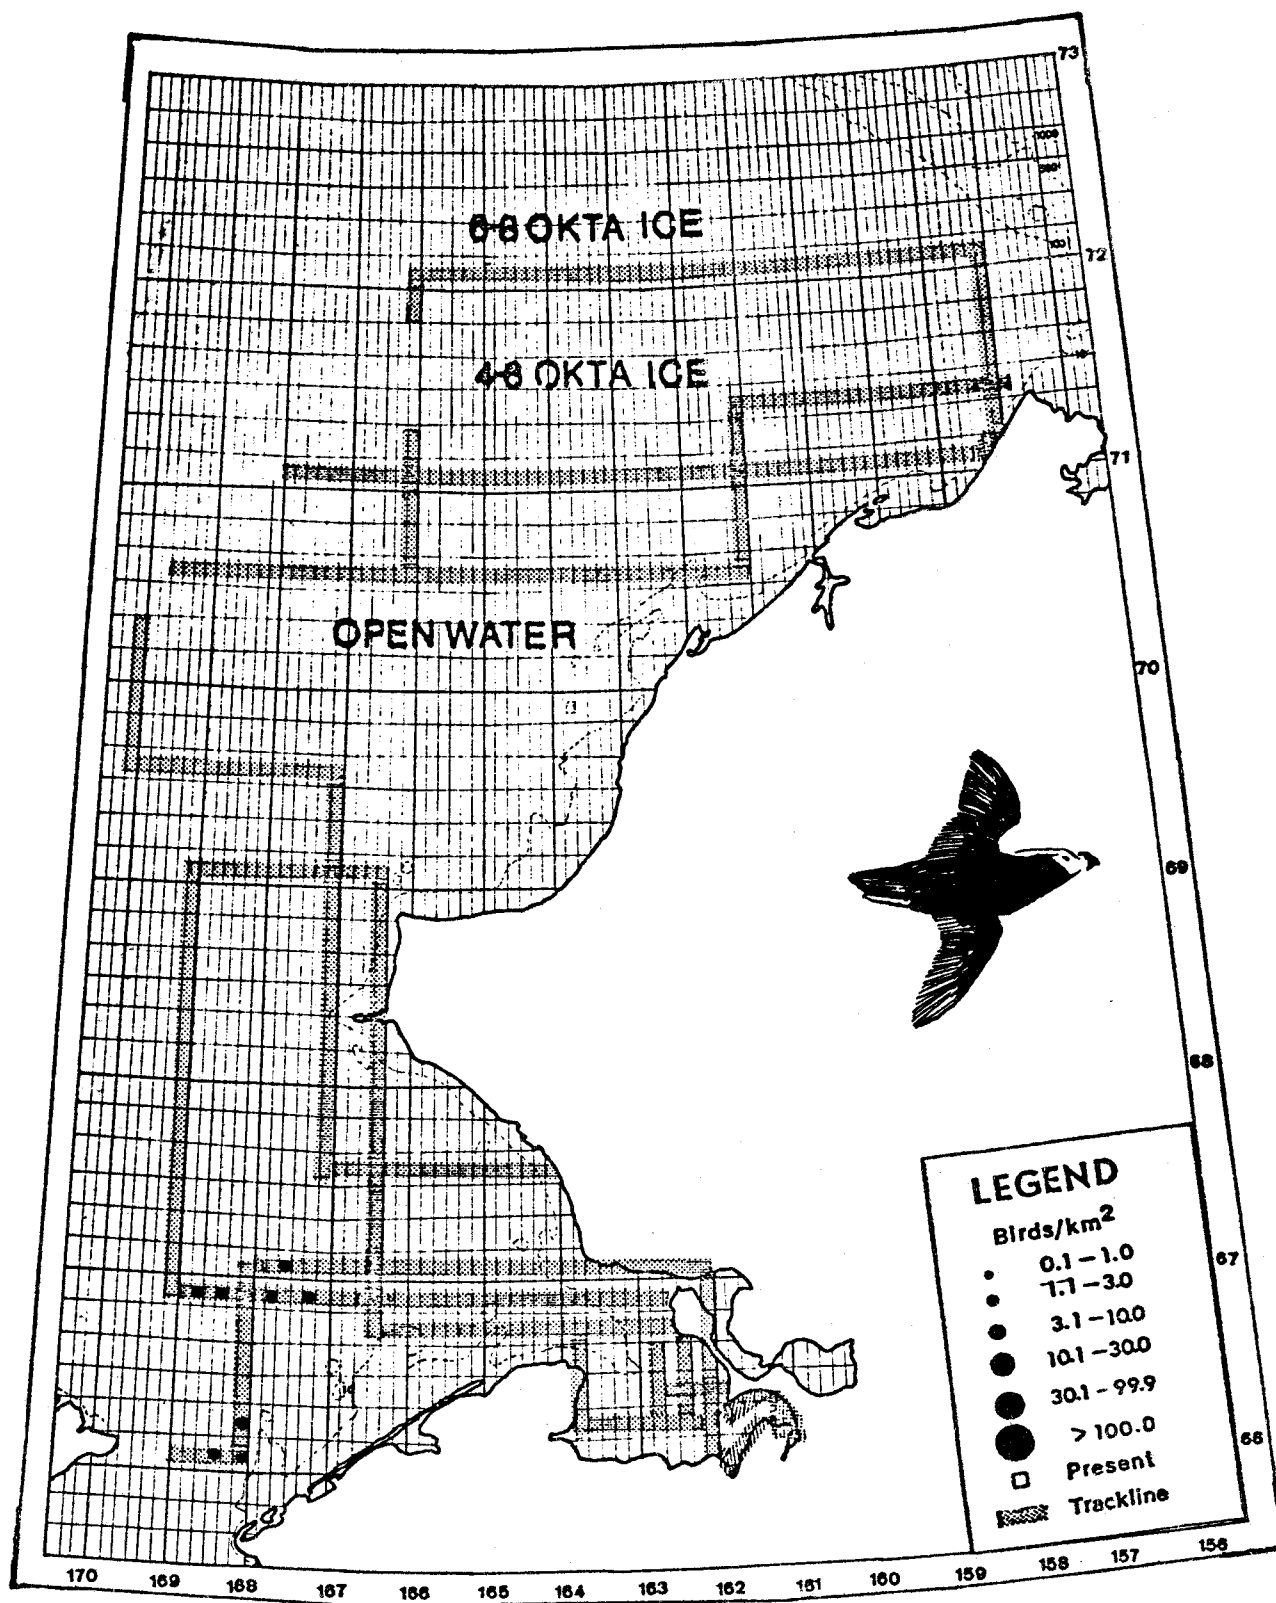 73
6-8 OKTA ICE
72
4-8 OKTA ICE
71
OPEN WATER
70
69
68
LEGEND
Birds/km²
0.1 – 1.0
1.1 – 3.0
3.1 – 10.0
10.1 – 30.0
30.1 – 99.9
> 100.0
Present
Trackline
67
66
170 169 168 167 166 165 164 163 162 161 160 159 158 157 156